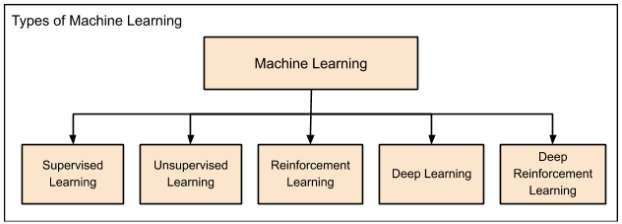 Types of Machine Learning
Machine Learning
Supervised
Learning
Unsupervised
Learning
Reinforcement
Learning
Deep Learning
Deep
Reinforcement
Learning